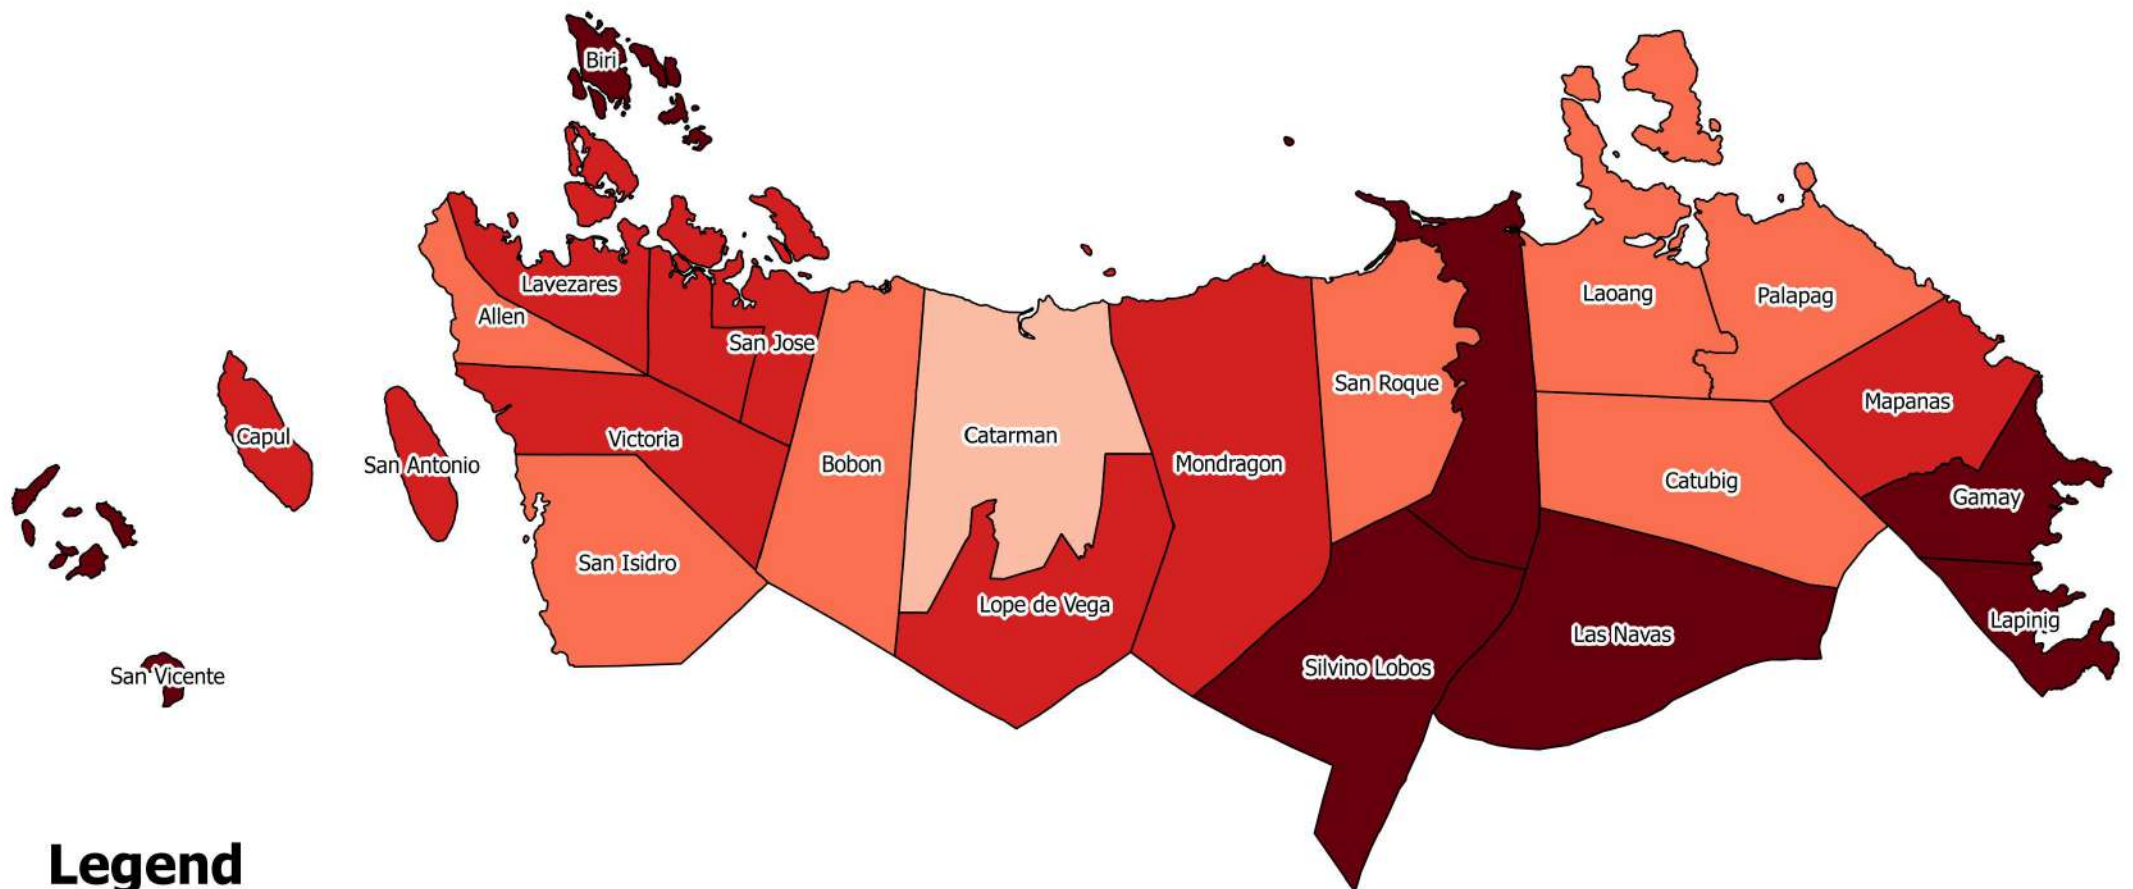 Biri
Lavezares
Allen
San Jose
Laoang
Palapag
San Roque
Mapanas
Capul
San Antonio
Victoria
Bobon
Catarman
Mondragon
Catubig
Gamay
San Isidro
Lope de Vega
Las Navas
Lapinig
San Vicente
Silvino Lobos
Legend